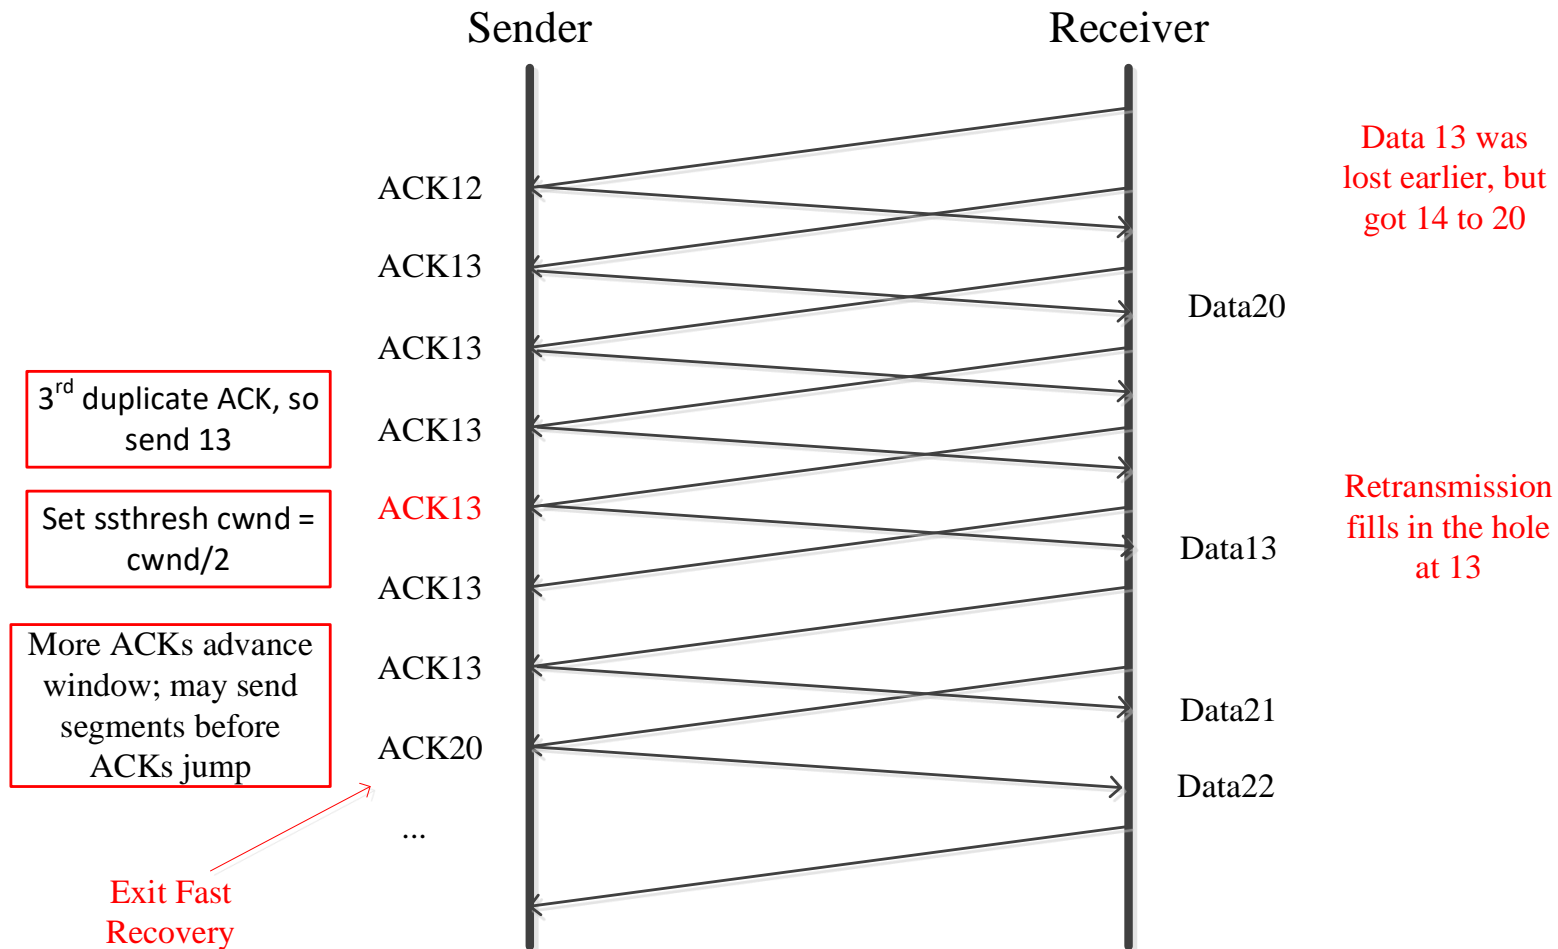 Sender
Receiver
ACK12
ACK13
ACK13
ACK13
ACK13
ACK13
ACK13
ACK20
...
3rd duplicate ACK, so
send 13
Set ssthresh cwnd =
cwnd/2
More ACKs advance
window; may send
segments before
ACKs jump
Exit Fast
Recovery
Data20
Data13
Data21
Data22
Data 13 was
lost earlier, but
got 14 to 20
Retransmission
fills in the hole
at 13